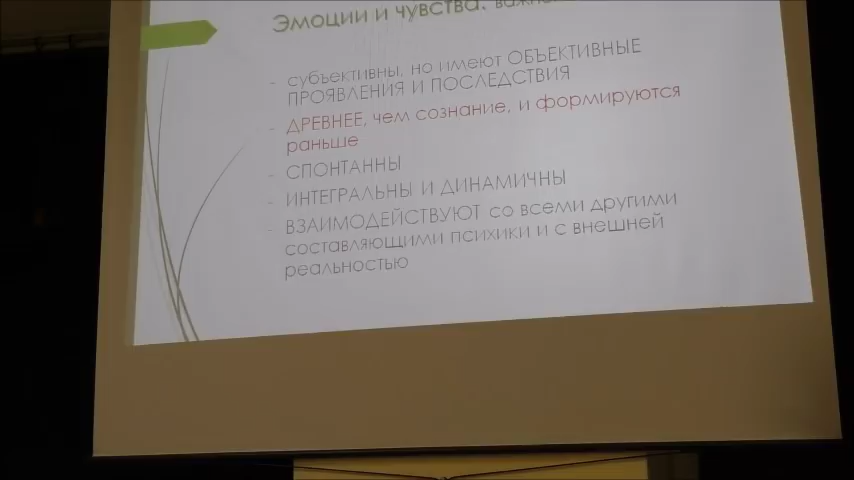 Эмоции и чувства:
- субъективны, но имеют ОБЪЕКТИВНЫЕ
ПРОЯВЛЕНИЯ И ПОСЛЕДСТВИЯ
- ДРЕВНЕЕ, чем сознание, и формируются
раньше
- СПОНТАННЫ
- ИНТЕГРАЛЬНЫ И ДИНАМИЧНЫ
- ВЗАИМОДЕЙСТВУЮТ со всеми другими
составляющими психики и с внешней
реальностью